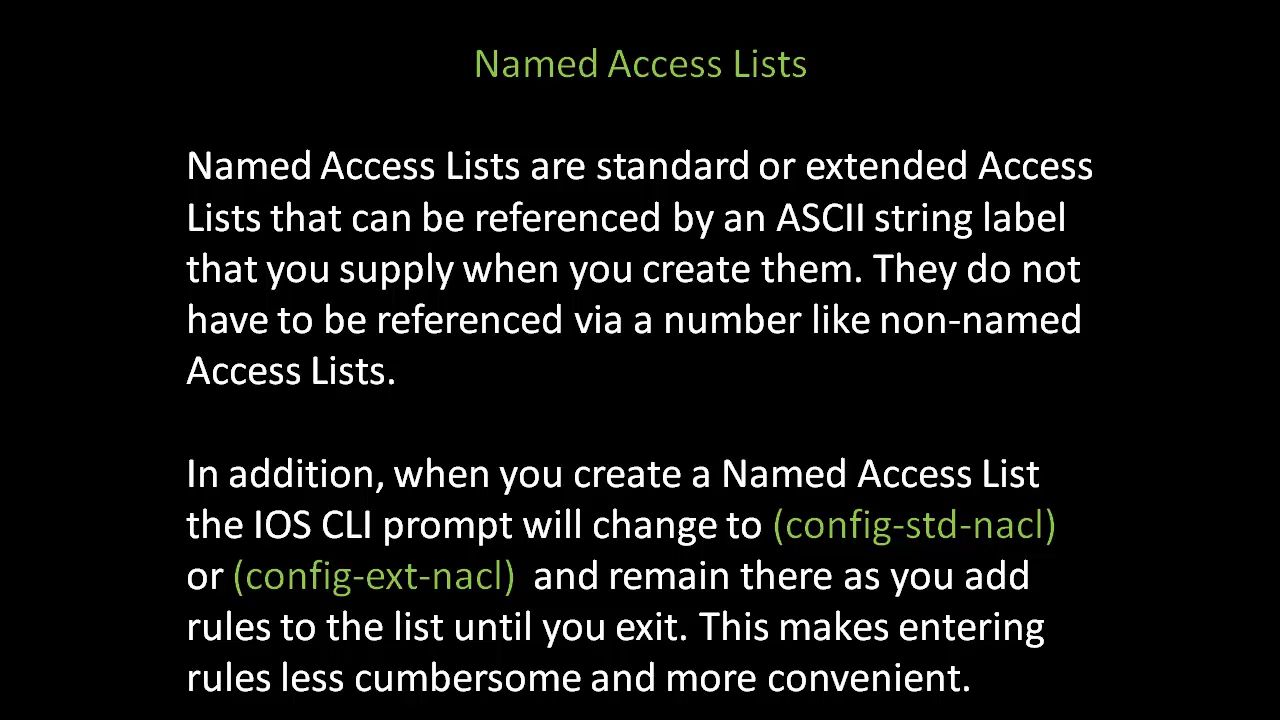 Named Access Lists
Named Access Lists are standard or extended Access
Lists that can be referenced by an ASCII string label
that you supply when you create them. They do not
have to be referenced via a number like non-named
Access Lists.
In addition, when you create a Named Access List
the IOS CLI prompt will change to (config-std-nacl)
or (config-ext-nacl) and remain there as you add
rules to the list until you exit. This makes entering
rules less cumbersome and more convenient.